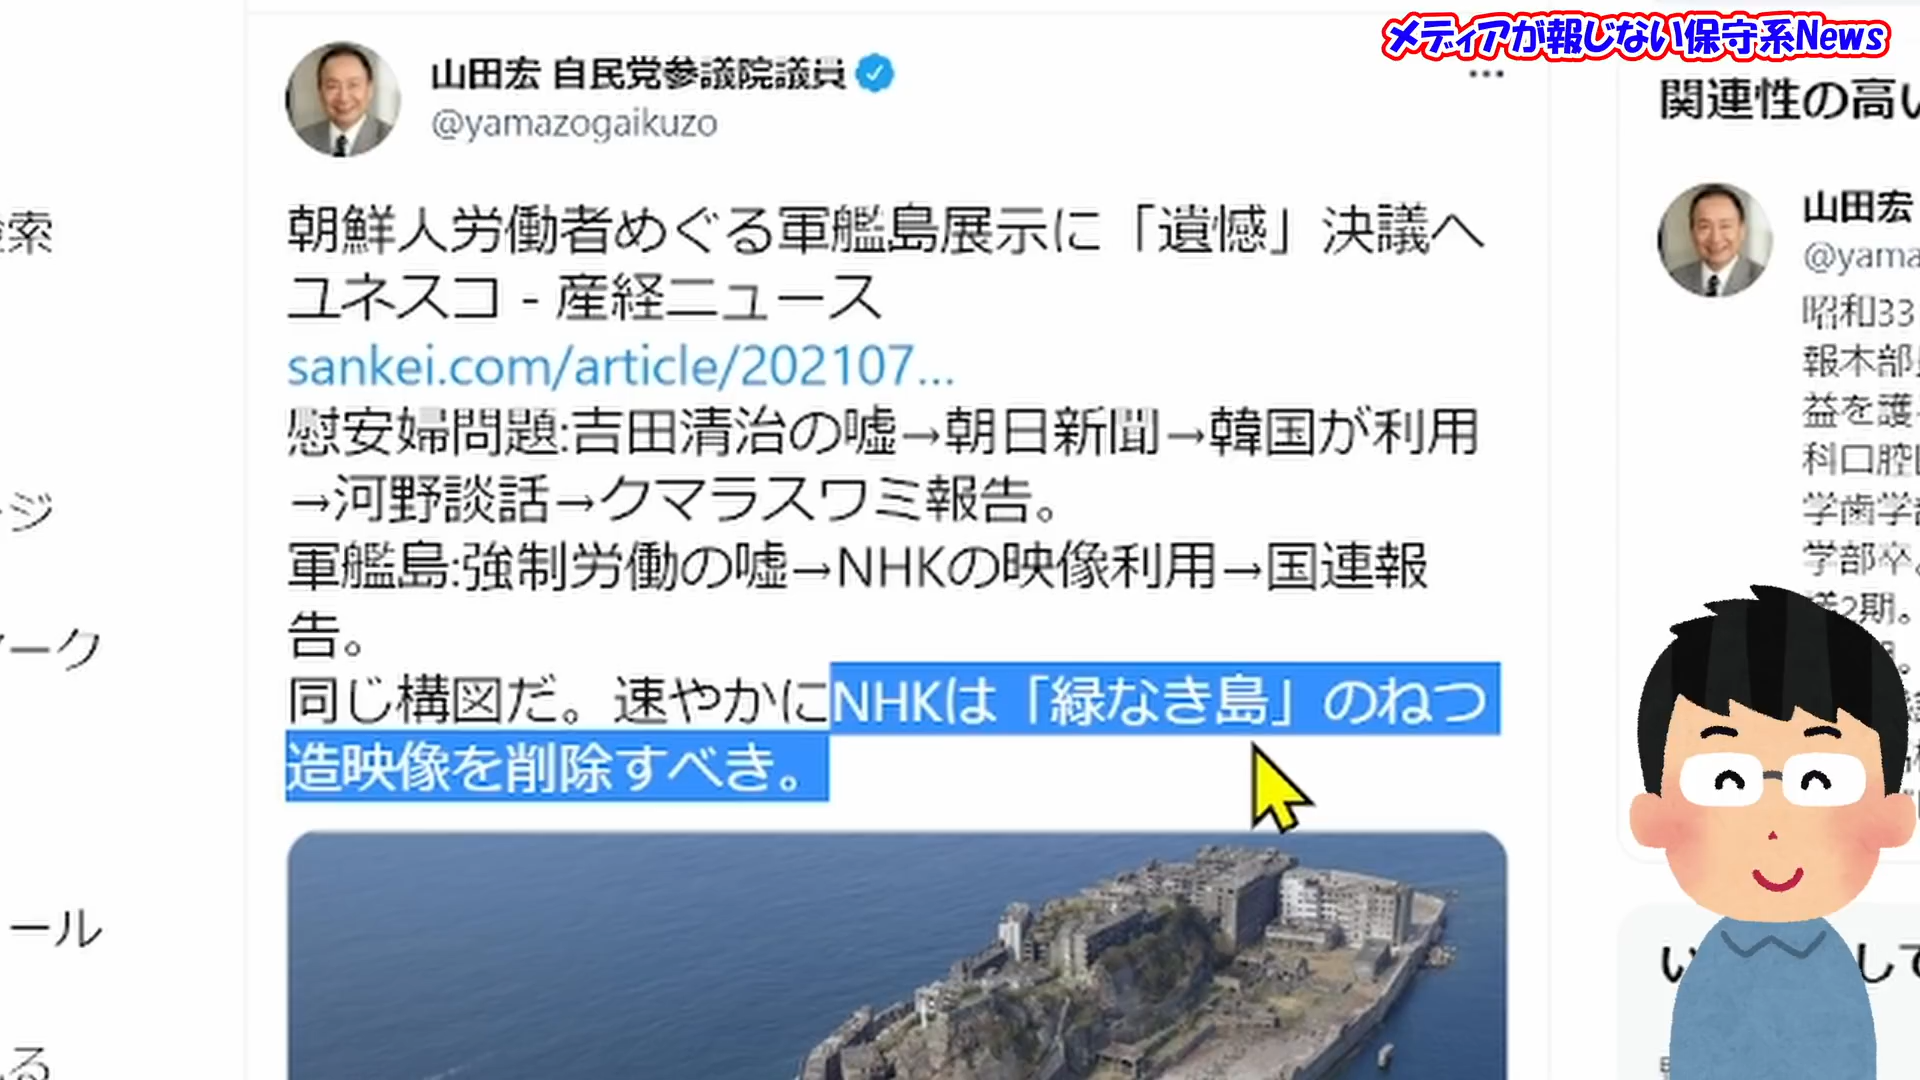 メディアが報じない保守系News
山田宏 自民党参議院議員
@yamazogaikuzo
朝鮮人労働者めぐる軍艦島展示に「遺憾」決議へ
ユネスコ - 産経ニュース
sankei.com/article/202107...
慰安婦問題:吉田清治の嘘→朝日新聞→韓国が利用
→河野談話→クマラスワミ報告。
軍艦島:強制労働の嘘→NHKの映像利用→国連報
告。
同じ構図だ。速やかにNHKは「緑なき島」のねつ
造映像を削除すべき。
索
ージ
ーク
ール
る
関連性の高い
山田宏
@yama
昭和33
報本部
益を護
科口腔
学歯学部
学部卒。
様2期。
い
して